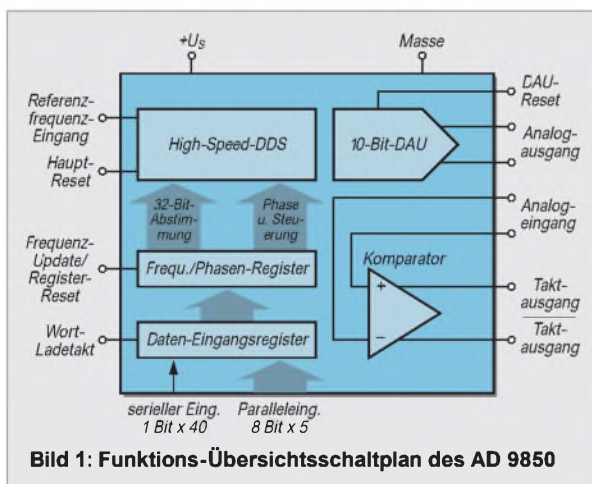 +US
Masse
Referenz-
frequenz-
Eingang
Haupt-
Reset
Frequenz-
Update/
Register-
Reset
Wort-
Ladetakt
High-Speed-DDS
10-Bit-DAU
32-Bit-
Abstim-
mung
Phase
u. Steu-
erung
Frequ./Phasen-Register
Daten-Eingangsregister
Komparator
+
−
DAU-
Reset
Analog-
ausgang
Analog-
eingang
Takt-
ausgang
Takt-
ausgang
serieller Eing.
1 Bit x 40
Paralleleing.
8 Bit x 5
Bild 1: Funktions-Übersichtsschaltplan des AD 9850